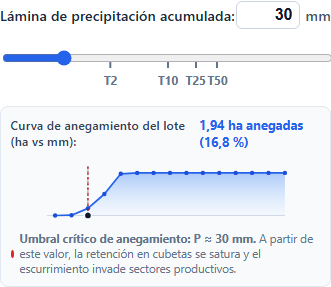 Lámina de precipitación acumulada: 30 mm
T2 T10 T25 T50
Curva de anegamiento del lote 1,94 ha anegadas
(ha vs mm): (16,8 %)
Umbral crítico de anegamiento: P ≈ 30 mm. A partir de
este valor, la retención en cubetas se satura y el
escurrimiento invade sectores productivos.